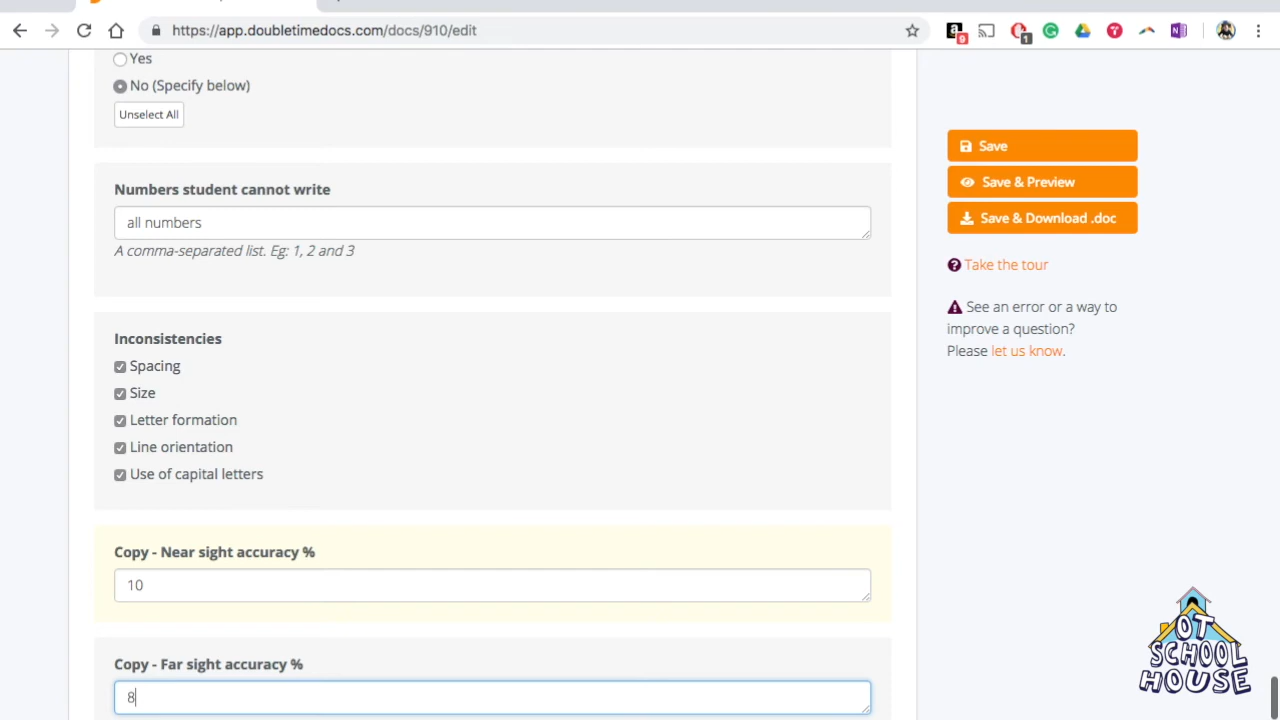 https://app.doubletimedocs.com/docs/910/edit
9
1
Yes
No (Specify below)
Unselect All
Numbers student cannot write
all numbers
A comma-separated list. Eg: 1, 2 and 3
Inconsistencies
Spacing
Size
Letter formation
Line orientation
Use of capital letters
Copy - Near sight accuracy %
10
Copy - Far sight accuracy %
8
Save
Save & Preview
Save & Download .doc
Take the tour
See an error or a way to
improve a question?
Please let us know.
OT
SCHOOL
HOUSE